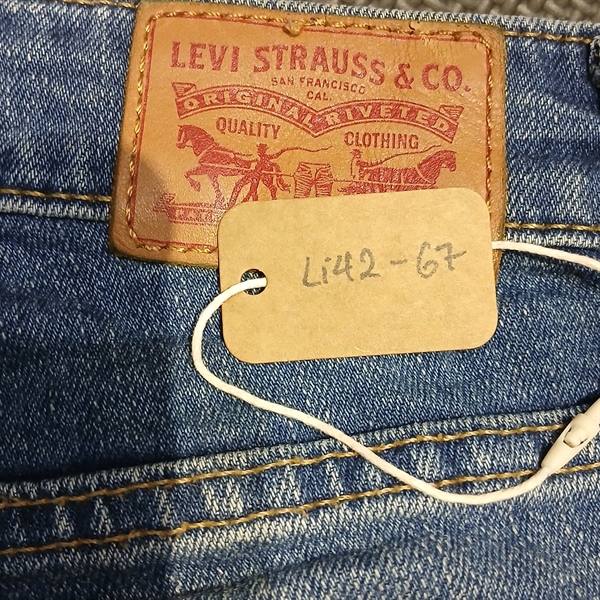 LEVI STRAUSS & CO.
SAN FRANCISCO
CAL.
ORIGINAL RIVETED
QUALITY CLOTHING
Li42-67